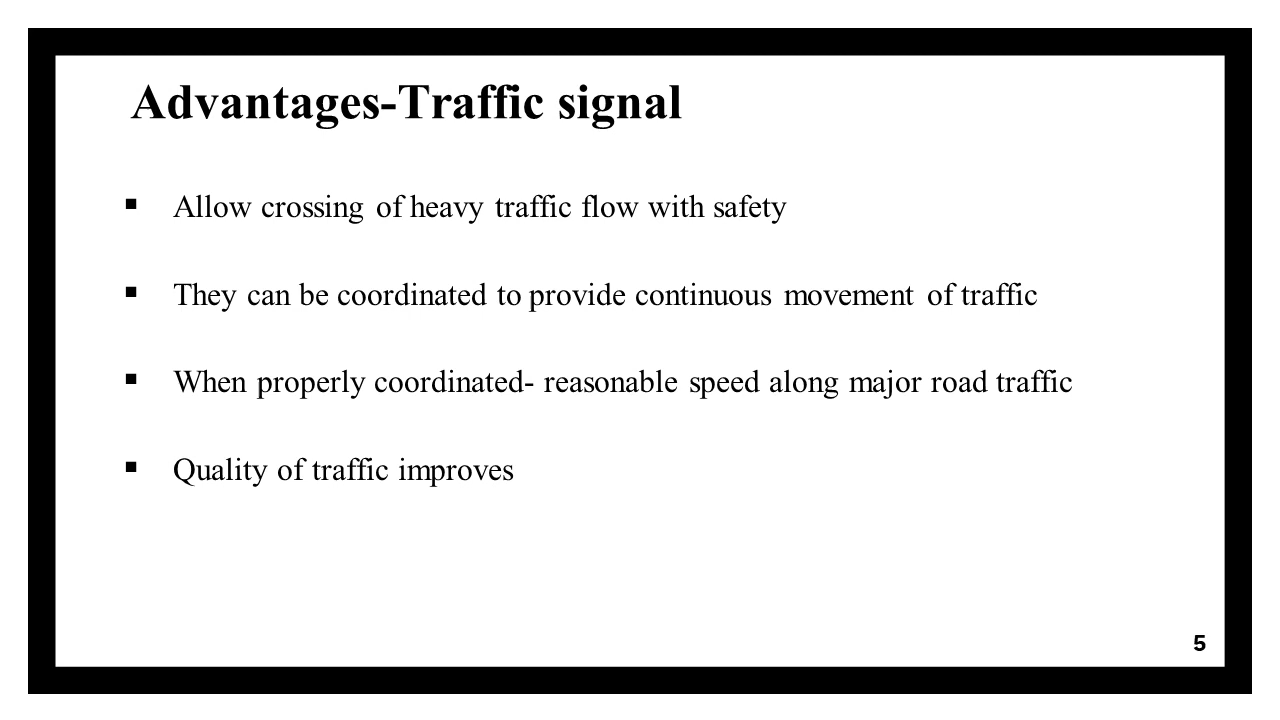 Advantages-Traffic signal
▪ Allow crossing of heavy traffic flow with safety
▪ They can be coordinated to provide continuous movement of traffic
▪ When properly coordinated- reasonable speed along major road traffic
▪ Quality of traffic improves
5